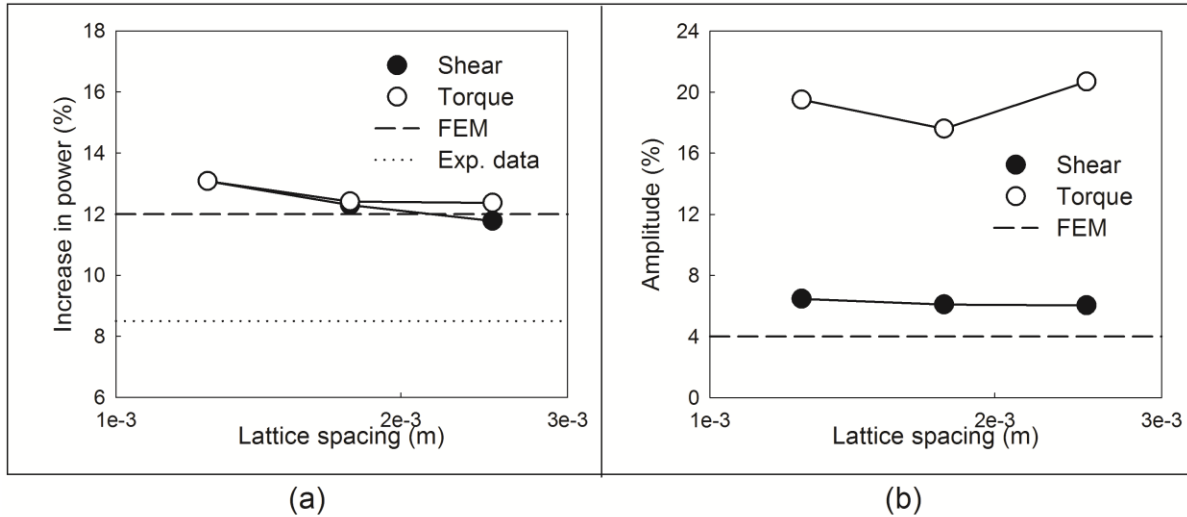 18
16
14
12
10
8
6
Increase in power (%)
Shear
Torque
FEM
Exp. data
1e-3
2e-3
3e-3
Lattice spacing (m)
(a)
24
20
16
12
8
4
0
Amplitude (%)
Shear
Torque
FEM
1e-3
2e-3
3e-3
Lattice spacing (m)
(b)